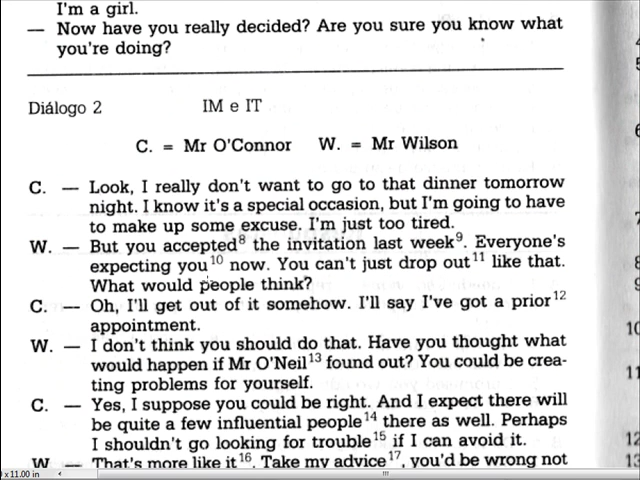 I'm a girl.
— Now have you really decided? Are you sure you know what
you're doing?
Diálogo 2 IM e IT
C. = Mr O'Connor W. = Mr Wilson
C. — Look, I really don't want to go to that dinner tomorrow
night. I know it's a special occasion, but I'm going to have
to make up some excuse. I'm just too tired.
W. — But you accepted⁸ the invitation last week⁹. Everyone's
expecting you¹⁰ now. You can't just drop out¹¹ like that.
What would people think?
C. — Oh, I'll get out of it somehow. I'll say I've got a prior¹²
appointment.
W. — I don't think you should do that. Have you thought what
would happen if Mr O'Neil¹³ found out? You could be crea-
ting problems for yourself.
C. — Yes, I suppose you could be right. And I expect there will
be quite a few influential people¹⁴ there as well. Perhaps
I shouldn't go looking for trouble¹⁵ if I can avoid it.
W — That's more like it¹⁶. Take my advice¹⁷, you'd be wrong not
6
7
8
9
10
11
12
13
x 11.00 in